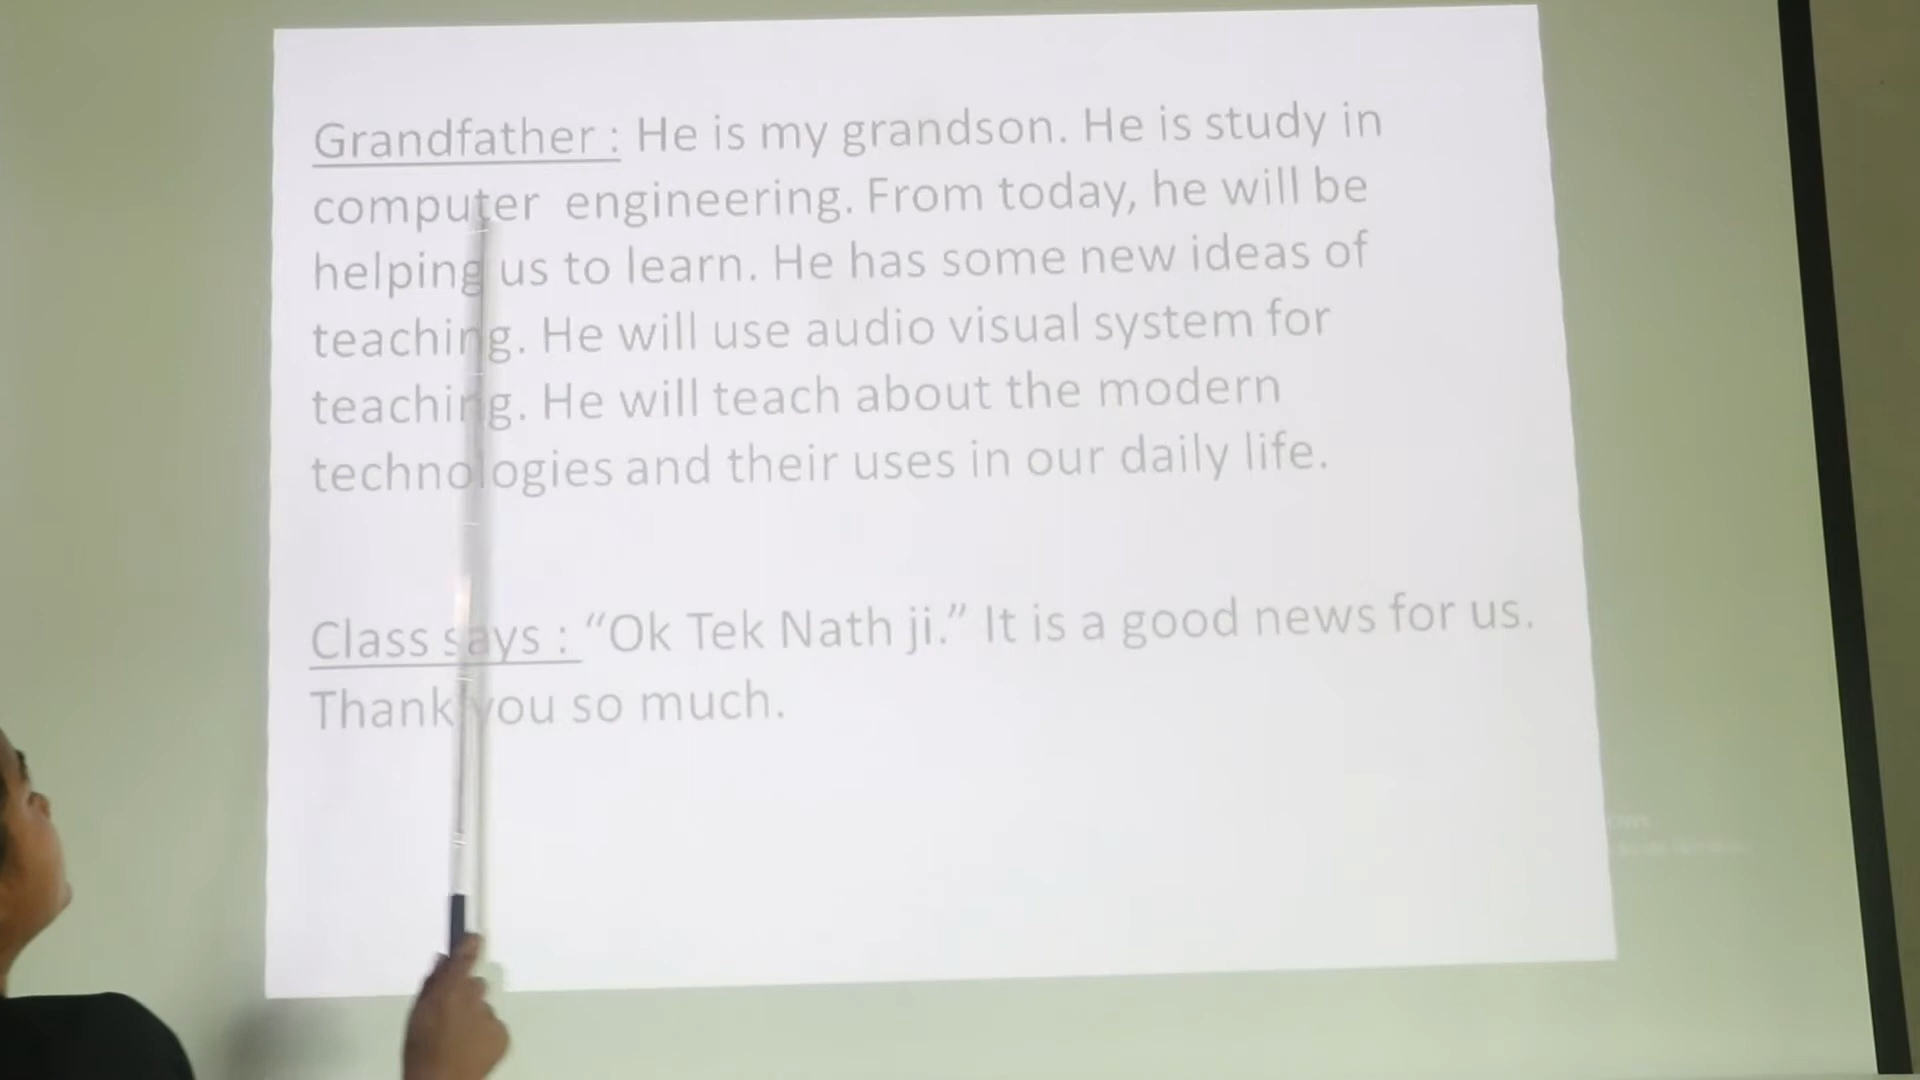 Grandfather : He is my grandson. He is study in
computer engineering. From today, he will be
helping us to learn. He has some new ideas of
teaching. He will use audio visual system for
teaching. He will teach about the modern
technologies and their uses in our daily life.
Class says : “Ok Tek Nath ji.” It is a good news for us.
Thank you so much.